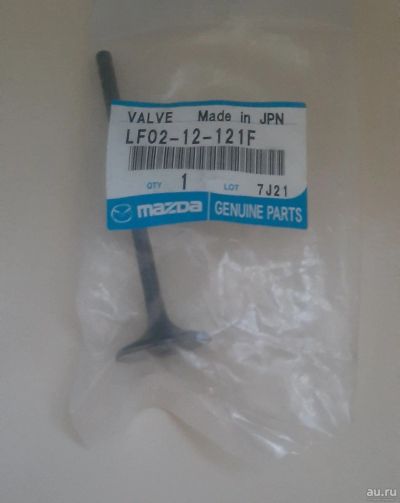 VALVE Made in JPN
LF02-12-121F
QTY 1 LOT 7J21
mazda GENUINE PARTS
au.ru